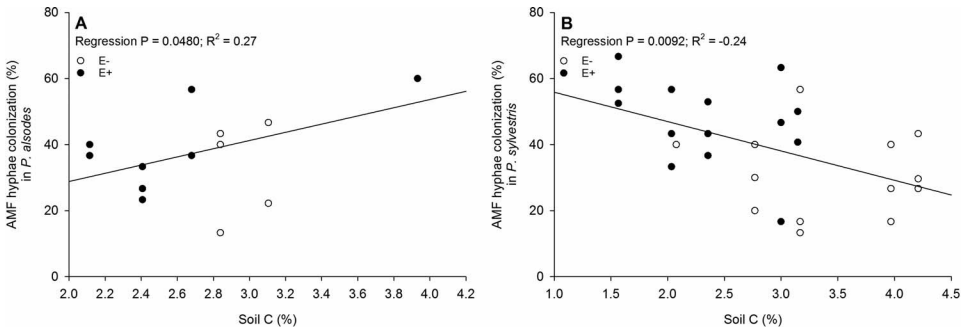 A
Regression P = 0.0480; R² = 0.27
E-
E+
AMF hyphae colonization (%)
in P. alsodes
80
60
40
20
0
2.0 2.2 2.4 2.6 2.8 3.0 3.2 3.4 3.6 3.8 4.0 4.2
Soil C (%)
B
Regression P = 0.0092; R² = -0.24
E-
E+
AMF hyphae colonization (%)
in P. sylvestris
80
60
40
20
0
1.0 1.5 2.0 2.5 3.0 3.5 4.0 4.5
Soil C (%)